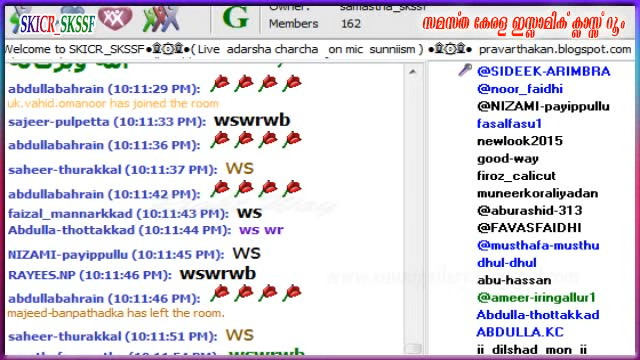 SKICR_SKSSF
Owner: samastha_skssf
G
Members 162
സമസ്ത കേരള ഇസ്ലാമിക് ക്ലാസ്സ് റൂം
Welcome to SKICR_SKSSF●۩۞۩●( Live adarsha charcha on mic sunniism ) ●۩۞۩● pravarthakan.blogspot.com
abdullabahrain (10:11:29 PM):
uk.vahid.omanoor has joined the room
sajeer-pulpetta (10:11:33 PM): wswrwb
abdullabahrain (10:11:36 PM):
saheer-thurakkal (10:11:37 PM): ws
abdullabahrain (10:11:42 PM):
faizal_mannarkkad (10:11:43 PM): ws
Abdulla-thottakkad (10:11:44 PM): ws wr
NIZAMI-payippullu (10:11:45 PM): ws
RAYEES.NP (10:11:46 PM): wswrwb
abdullabahrain (10:11:46 PM):
majeed-banpathadka has left the room.
saheer-thurakkal (10:11:51 PM): ws
@SIDEEK-ARIMBRA
@noor_faidhi
@NIZAMI-payippullu
fasalfasu1
newlook2015
good-way
firoz_calicut
muneerkoraliyadan
@aburashid-313
@FAVASFAIDHI
@musthafa-musthu
dhul-dhul
abu-hassan
@ameer-iringallur1
Abdulla-thottakkad
ABDULLA.KC
ii_dilshad_mon_ii